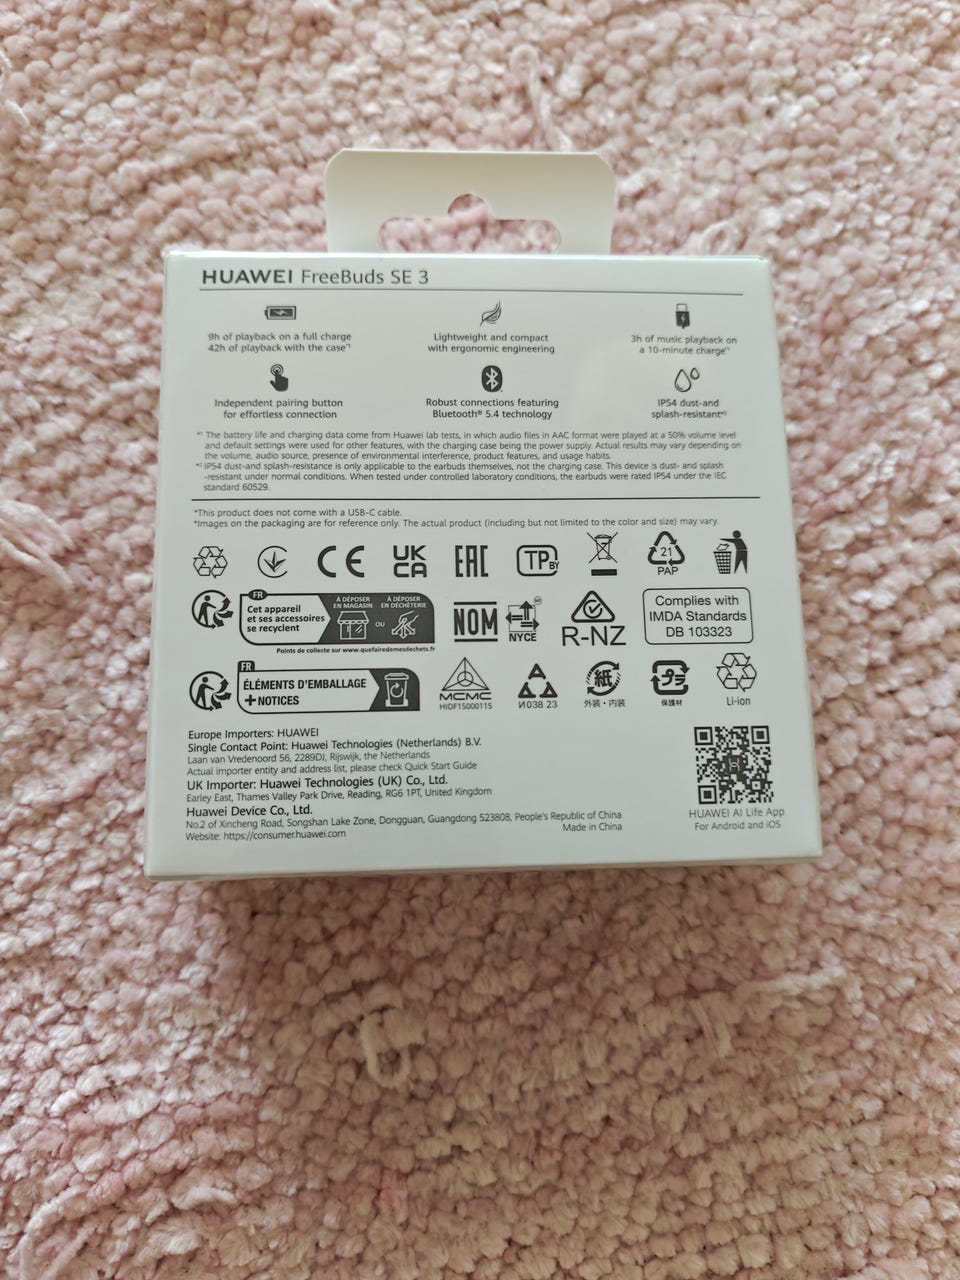 HUAWEI FreeBuds SE 3
9h of playback on a full charge
42h of playback with the case*¹
Lightweight and compact
with ergonomic engineering
3h of music playback on
a 10-minute charge*¹
Independent pairing button
for effortless connection
Robust connections featuring
Bluetooth® 5.4 technology
IP54 dust-and
splash-resistant*²
*¹ The battery life and charging data come from Huawei lab tests, in which audio files in AAC format were played at a 50% volume level
and default settings were used for other features, with the charging case being the power supply. Actual results may vary depending on
the volume, audio source, presence of environmental interference, product features, and usage habits.
*² IP54 dust-and splash-resistance is only applicable to the earbuds themselves, not the charging case. This device is dust- and splash
-resistant under normal conditions. When tested under controlled laboratory conditions, the earbuds were rated IP54 under the IEC
standard 60529.
*This product does not come with a USB-C cable.
*Images on the packaging are for reference only. The actual product (including but not limited to the color and size) may vary.
CE
UK
CA
EAC
TP BY
21
PAP
FR
Cet appareil
et ses accessoires
se recyclent
À DÉPOSER
EN MAGASIN
OU
À DÉPOSER
EN DÉCHÈTERIE
Points de collecte sur www.quefairedemesdechets.fr
NOM
NYCE
R-NZ
Complies with
IMDA Standards
DB 103323
FR
ÉLÉMENTS D'EMBALLAGE
+NOTICES
MCMC
HIDF15000115
И038 23
紙
外装・内装
プラ
保護材
Li-ion
Europe Importers: HUAWEI
Single Contact Point: Huawei Technologies (Netherlands) B.V.
Laan van Vredenoord 56, 2289DJ, Rijswijk, the Netherlands
Actual importer entity and address list, please check Quick Start Guide
UK Importer: Huawei Technologies (UK) Co., Ltd.
Earley East, Thames Valley Park Drive, Reading, RG6 1PT, United Kingdom
Huawei Device Co., Ltd.
No.2 of Xincheng Road, Songshan Lake Zone, Dongguan, Guangdong 523808, People's Republic of China
Website: https://consumer.huawei.com
Made in China
HUAWEI AI Life App
For Android and iOS